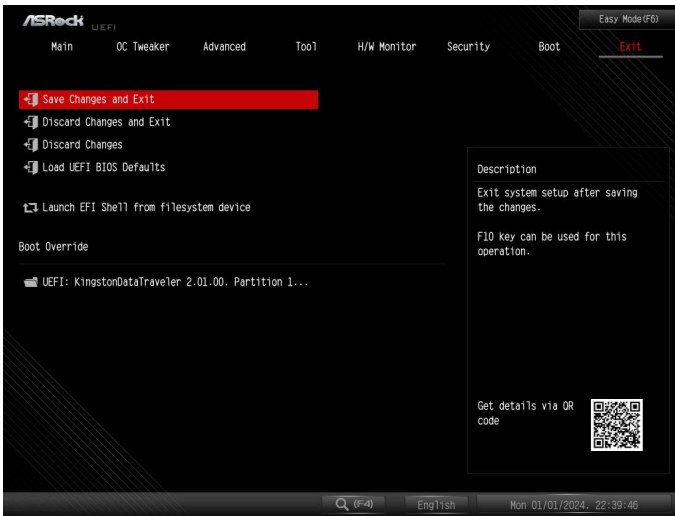 ASRock UEFI
Easy Mode(F6)
Main OC Tweaker Advanced Tool H/W Monitor Security Boot Exit
Save Changes and Exit
Discard Changes and Exit
Discard Changes
Load UEFI BIOS Defaults
Launch EFI Shell from filesystem device
Boot Override
UEFI: KingstonDataTraveler 2.01.00, Partition 1...
Description
Exit system setup after saving
the changes.
F10 key can be used for this
operation.
Get details via QR
code
(F4) English Mon 01/01/2024, 22:39:46